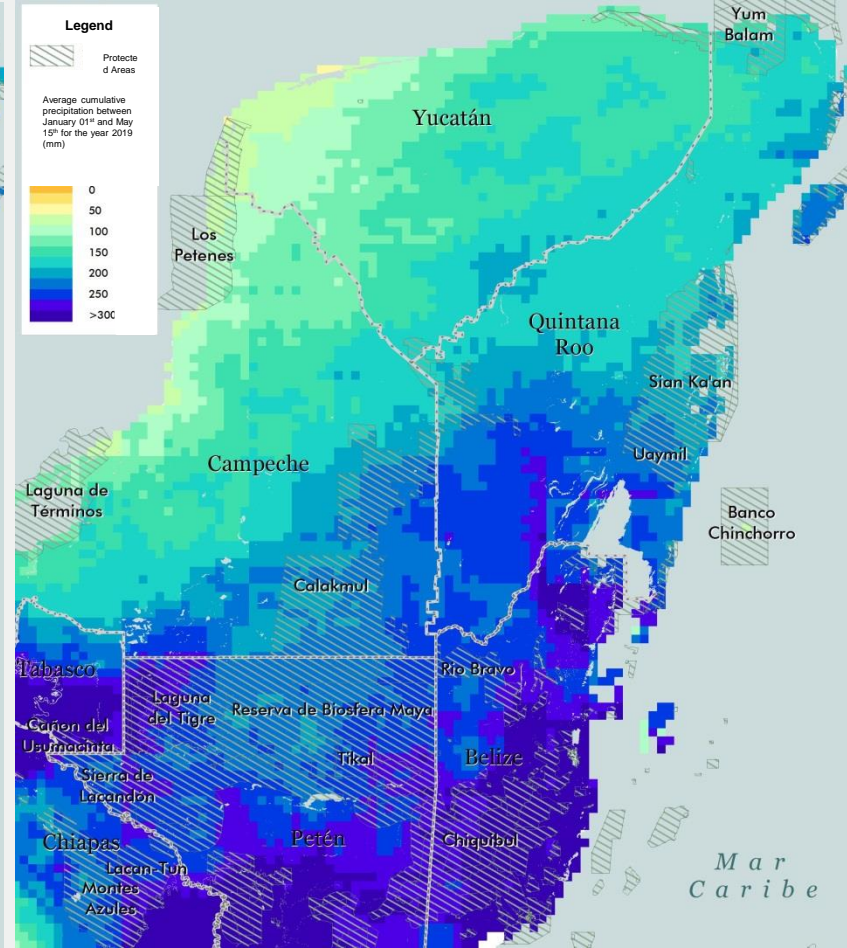 Legend
Protecte
d Areas
Average cumulative
precipitation between
January 01st and May
15th for the year 2019
(mm)
0
50
100
150
200
250
>300
Yum
Balam
Yucatán
Los
Petenes
Quintana
Roo
Sian Ka'an
Uaymil
Campeche
Laguna de
Términos
Banco
Chinchorro
Calakmul
Tabasco
Rio Bravo
Laguna
del Tigre
Reserva de Biosfera Maya
Cañon del
Usumacinta
Tikal
Belize
Sierra de
Lacandón
Chiapas
Petén
Chiquibul
Lacan-Tun
Montes
Azules
Mar
Caribe